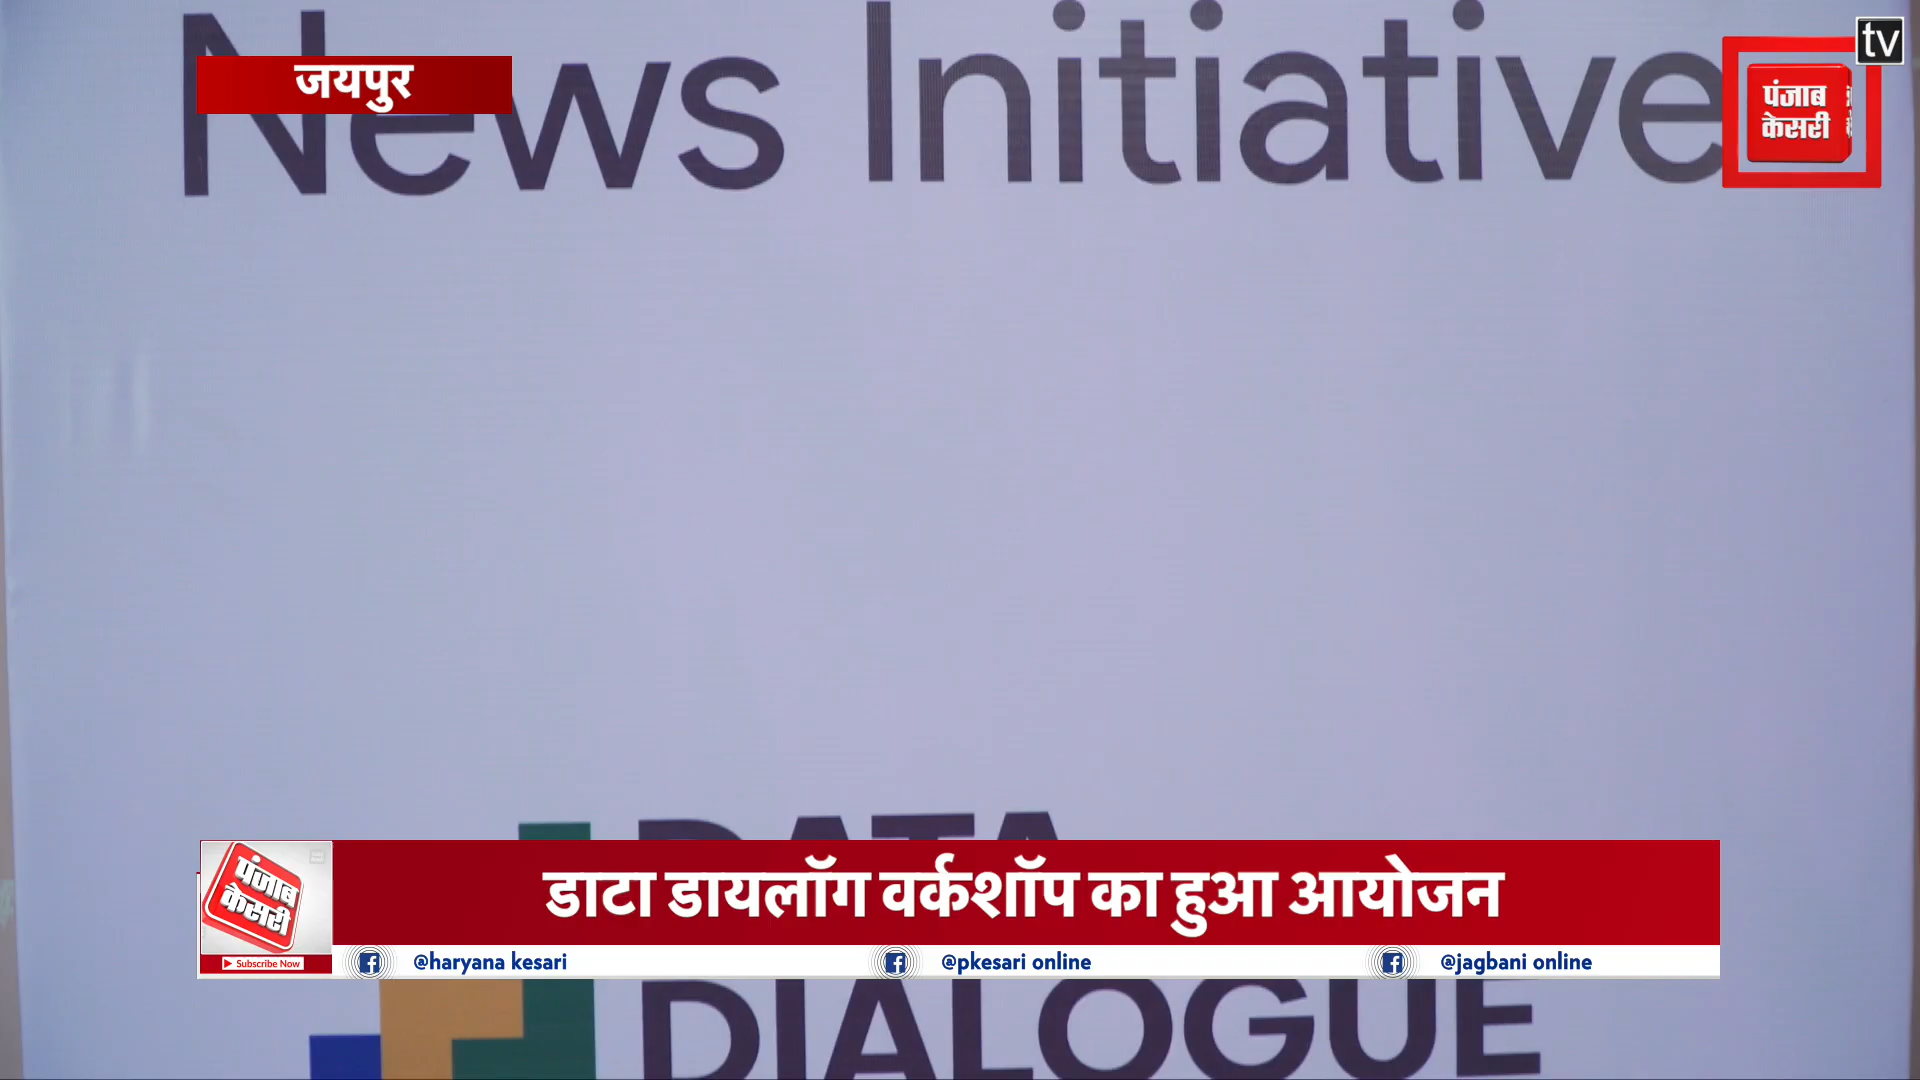 News Initiative
जयपुर
tv
पंजाब
केसरी
DATA
डाटा डायलॉग वर्कशॉप का हुआ आयोजन
पंजाब
केसरी
Subscribe Now
@haryana kesari
@pkesari online
@jagbani online
DIALOGUE